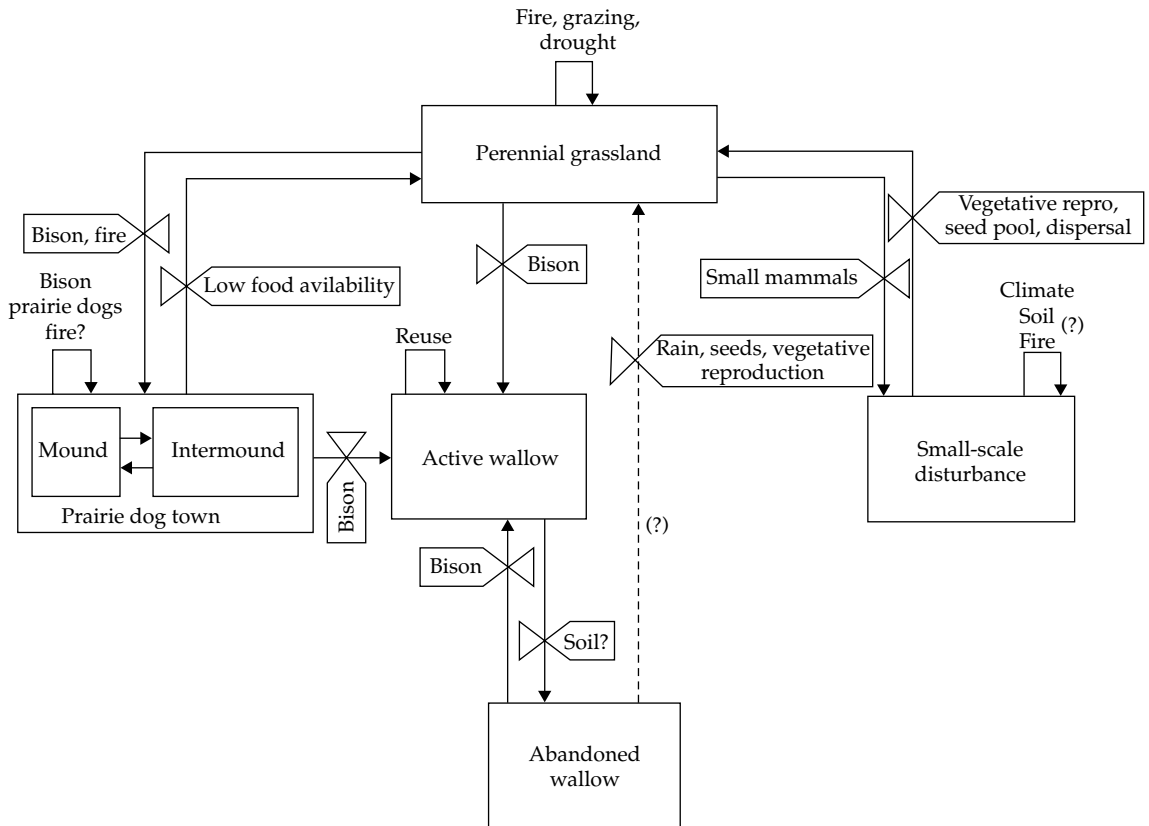 Fire, grazing,
drought
Perennial grassland
Bison, fire
Vegetative repro,
seed pool, dispersal
Bison
Small mammals
Low food avilability
Bison
prairie dogs
fire?
Climate
Soil
Fire
(?)
Reuse
Rain, seeds, vegetative
reproduction
Mound
Intermound
Prairie dog town
Bison
Active wallow
Small-scale
disturbance
(?)
Bison
Soil?
Abandoned
wallow